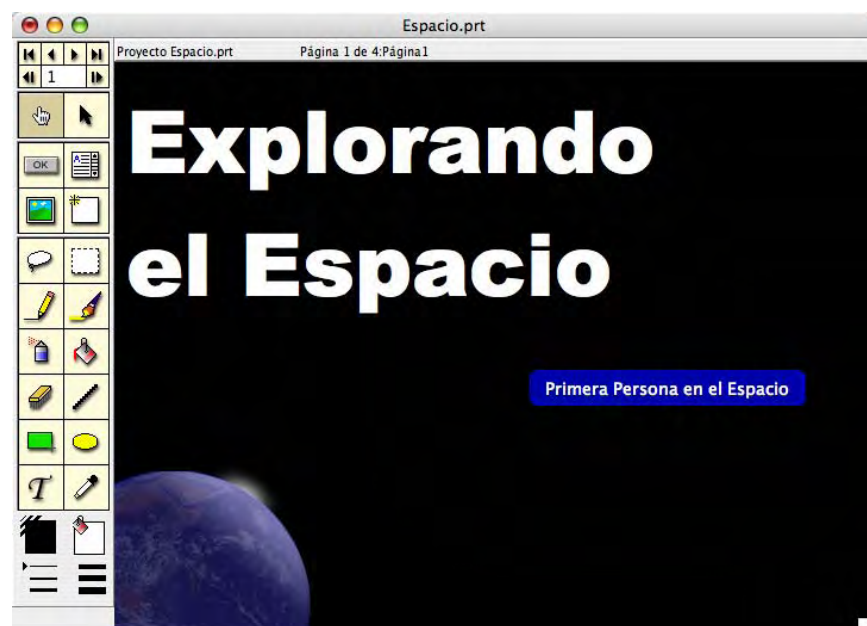 Espacio.prt
Proyecto Espacio.prt Página 1 de 4:Página1
1
OK
A
Explorando
el Espacio
Primera Persona en el Espacio
T